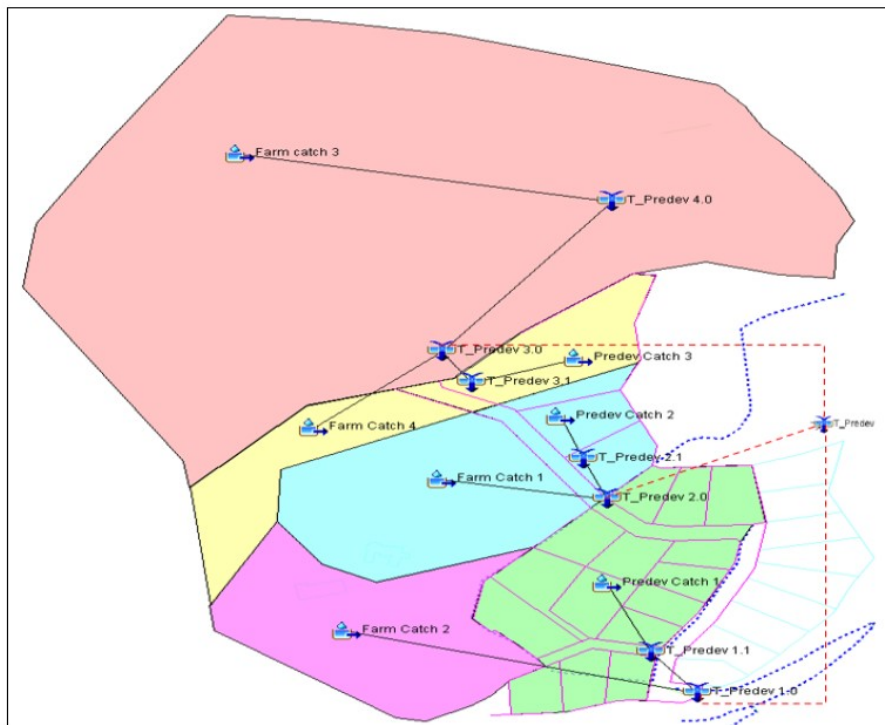 Farm catch 3
T_Predev 4.0
T_Predev 3.0
Predev Catch 3
T_Predev 3.1
Predev Catch 2
T_Predev
Farm Catch 4
T_Predev 2.1
Farm Catch 1
T_Predev 2.0
Predev Catch 1
Farm Catch 2
T_Predev 1.1
T_Predev 1.0